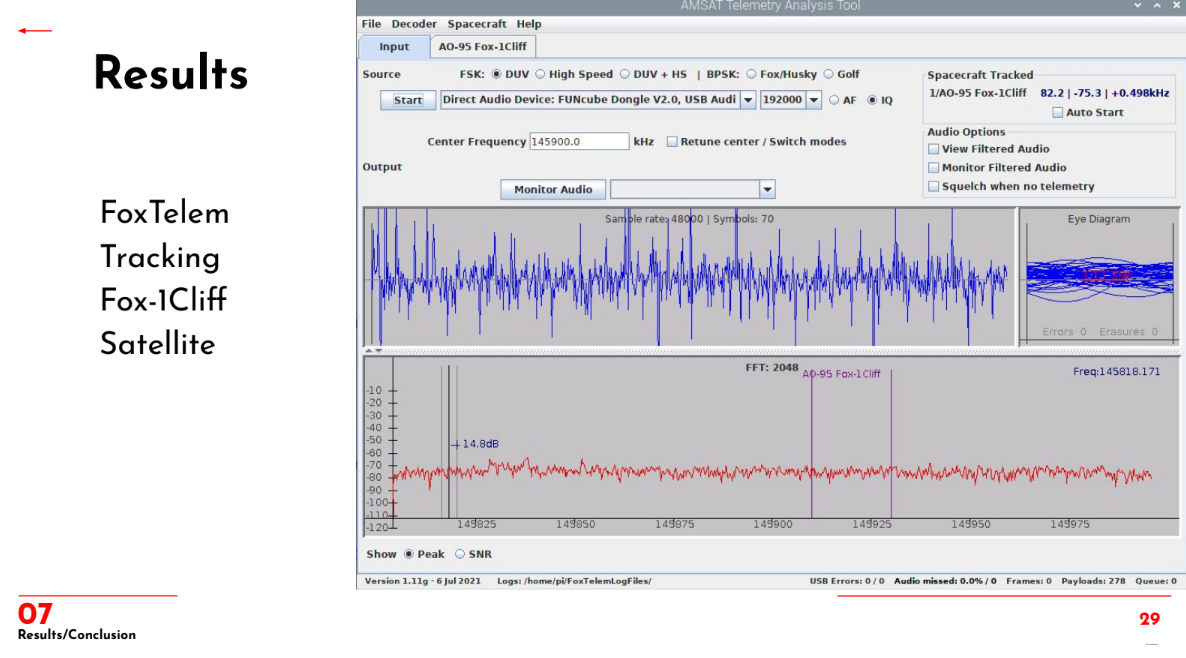 Results
FoxTelem
Tracking
Fox-1Cliff
Satellite
AMSAT Telemetry Analysis Tool
File Decoder Spacecraft Help
Input AO-95 Fox-1Cliff
Source FSK: DUV High Speed DUV + HS | BPSK: Fox/Husky Golf
Start Direct Audio Device: FUNcube Dongle V2.0, USB Audi 192000 AF IQ
Center Frequency 145900.0 kHz Retune center / Switch modes
Output
Monitor Audio
Spacecraft Tracked
1/AO-95 Fox-1Cliff 82.2 | -75.3 | +0.498kHz
Auto Start
Audio Options
View Filtered Audio
Monitor Filtered Audio
Squelch when no telemetry
Sample rate: 48000 | Symbols: 70
Eye Diagram
Errors 0 Erasures 0
FFT: 2048
AO-95 Fox-1Cliff
Freq:145818.171
-10
-20
-30
-40
-50
14.8dB
-60
-70
-80
-90
-100
-110
-120
145825 145850 145875 145900 145925 145950 145975
Show Peak SNR
Version 1.11g - 6 Jul 2021 Logs: /home/pi/FoxTelemLogFiles/ USB Errors: 0 / 0 Audio missed: 0.0% / 0 Frames: 0 Payloads: 278 Queue: 0
07
Results/Conclusion
29